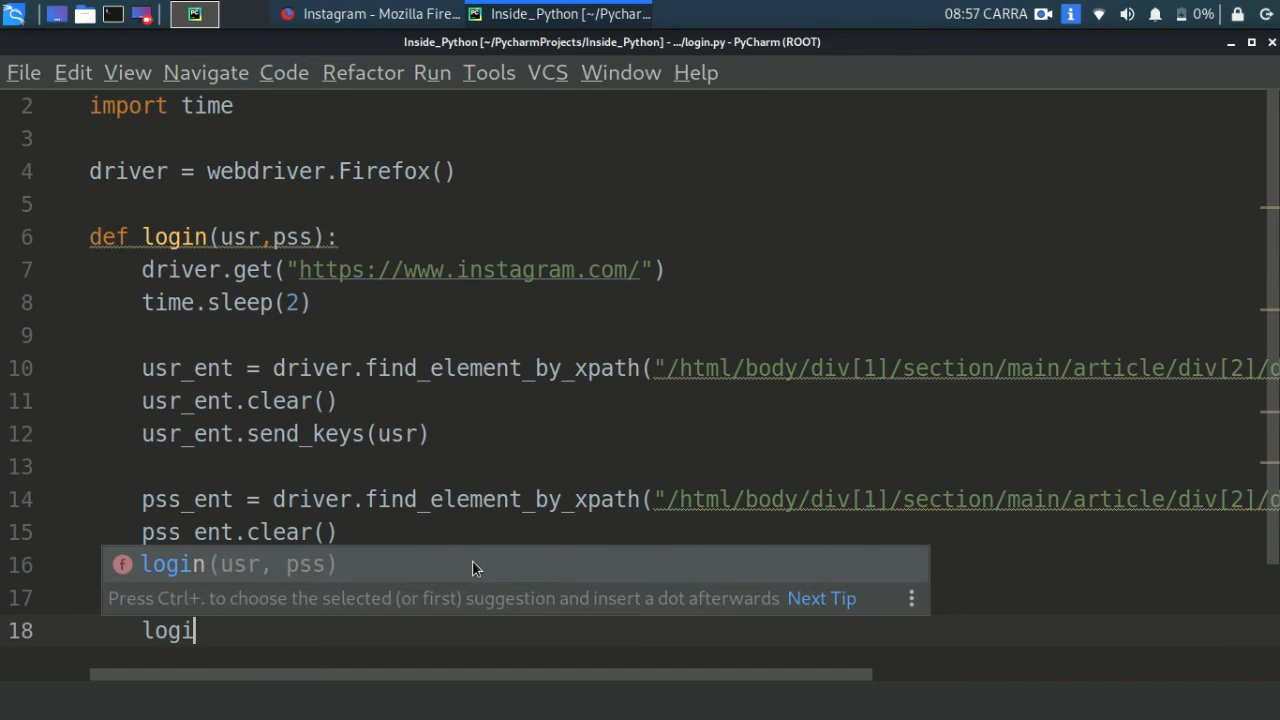 Instagram - Mozilla Fire...
Inside_Python [~/Pychar...
08:57 CARRA
0%
Inside_Python [~/PycharmProjects/Inside_Python] - .../login.py - PyCharm (ROOT)
File Edit View Navigate Code Refactor Run Tools VCS Window Help
2 import time
3
4 driver = webdriver.Firefox()
5
6 def login(usr,pss):
7 driver.get("https://www.instagram.com/")
8 time.sleep(2)
9
10 usr_ent = driver.find_element_by_xpath("/html/body/div[1]/section/main/article/div[2]/d
11 usr_ent.clear()
12 usr_ent.send_keys(usr)
13
14 pss_ent = driver.find_element_by_xpath("/html/body/div[1]/section/main/article/div[2]/d
15 pss_ent.clear()
16 login(usr, pss)
17 Press Ctrl+. to choose the selected (or first) suggestion and insert a dot afterwards Next Tip
18 logi